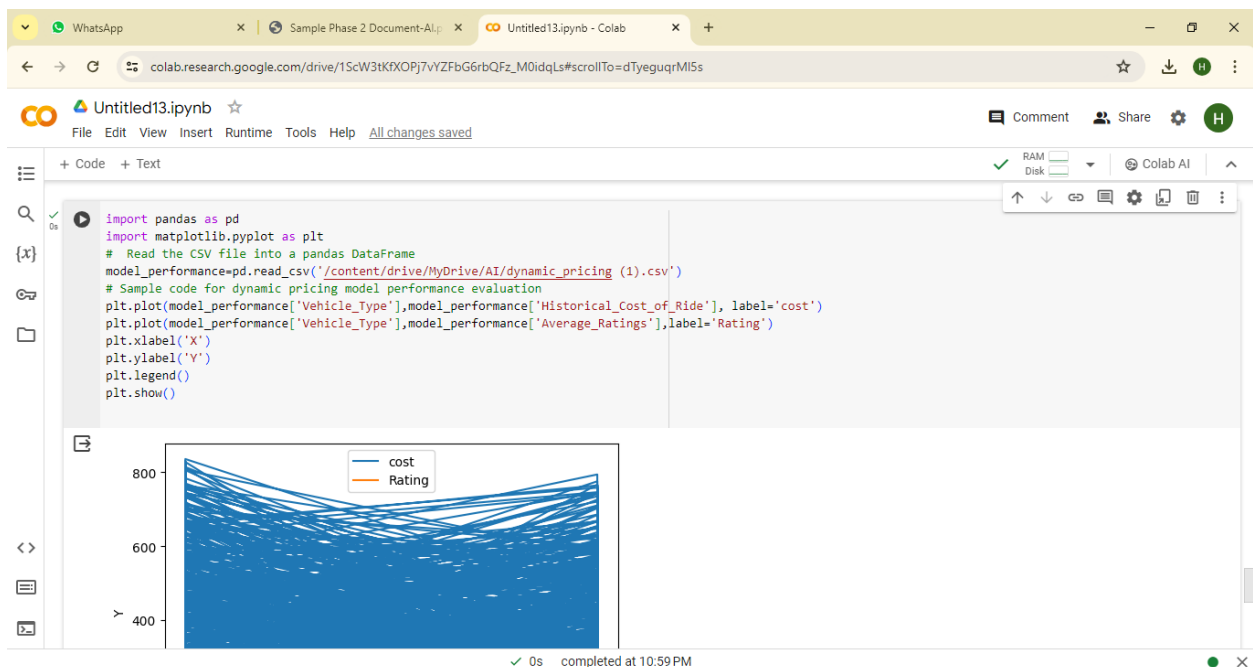 WhatsApp
Sample Phase 2 Document-AI.p
Untitled13.ipynb - Colab
colab.research.google.com/drive/1ScW3tKfXOPj7vYZFbG6rbQFz_M0idqLs#scrollTo=dTyeguqrMI5s
H
CO
Untitled13.ipynb
Comment
Share
H
File Edit View Insert Runtime Tools Help All changes saved
+ Code + Text
RAM
Disk
Colab AI
0s
{x}
import pandas as pd
import matplotlib.pyplot as plt
#  Read the CSV file into a pandas DataFrame
model_performance=pd.read_csv('/content/drive/MyDrive/AI/dynamic_pricing (1).csv')
# Sample code for dynamic pricing model performance evaluation
plt.plot(model_performance['Vehicle_Type'],model_performance['Historical_Cost_of_Ride'], label='cost')
plt.plot(model_performance['Vehicle_Type'],model_performance['Average_Ratings'],label='Rating')
plt.xlabel('X')
plt.ylabel('Y')
plt.legend()
plt.show()
cost
Rating
800
600
400
Y
0s completed at 10:59 PM